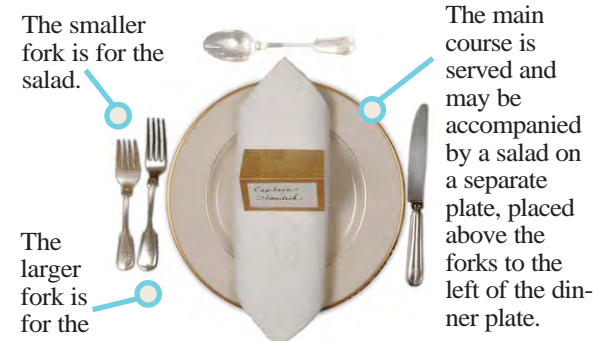 The smaller
fork is for the
salad.
The
larger
fork is
for the
The main
course is
served and
may be
accompanied
by a salad on
a separate
plate, placed
above the
forks to the
left of the din-
ner plate.
Captain